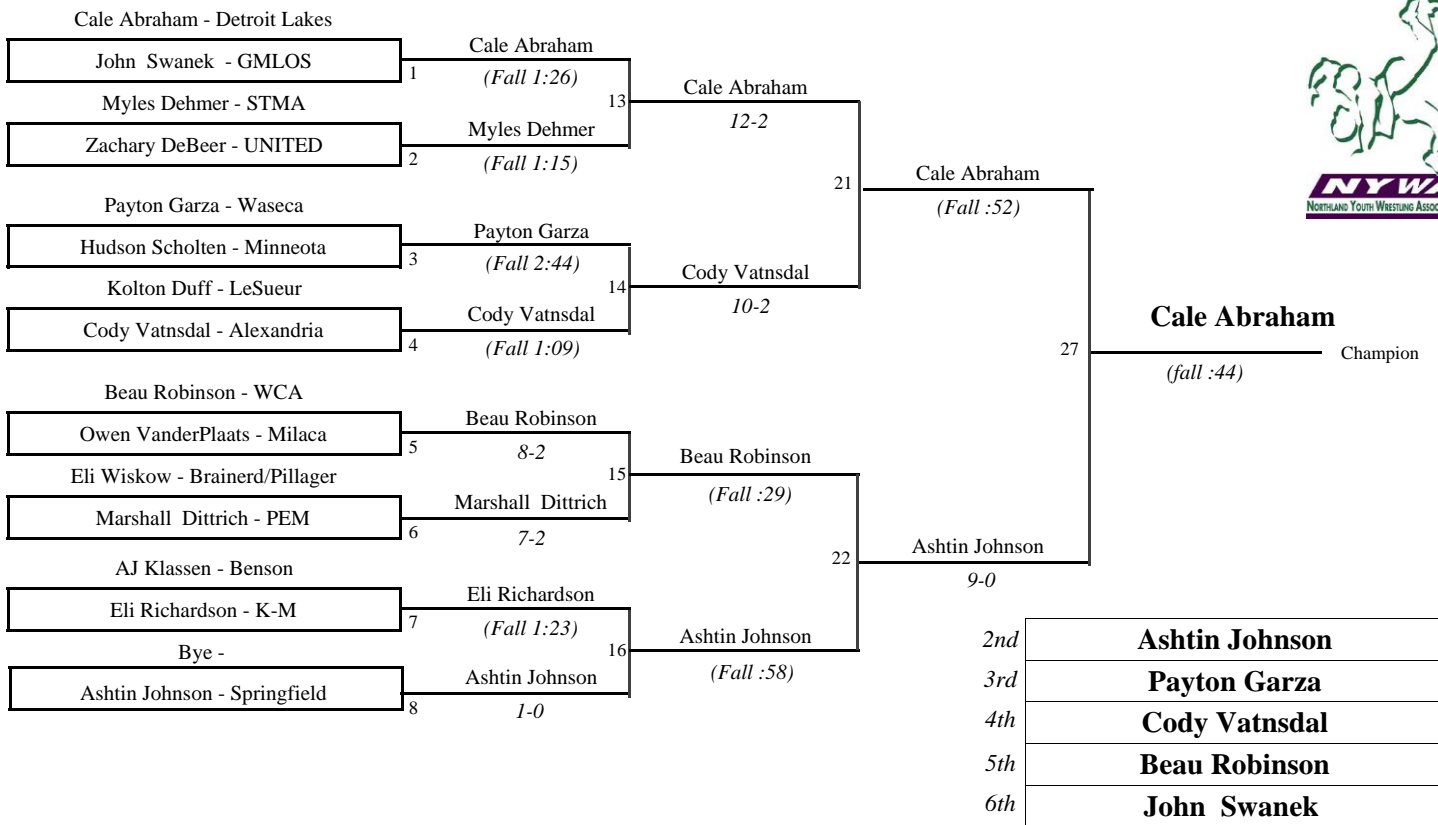 Cale Abraham - Detroit Lakes
John Swanek - GMLOS
1
Cale Abraham
(Fall 1:26)
Myles Dehmer - STMA
Zachary DeBeer - UNITED
2
Myles Dehmer
(Fall 1:15)
13
Cale Abraham
12-2
Payton Garza - Waseca
Hudson Scholten - Minneota
3
Payton Garza
(Fall 2:44)
Kolton Duff - LeSueur
Cody Vatnsdal - Alexandria
4
Cody Vatnsdal
(Fall 1:09)
14
Cody Vatnsdal
10-2
21
Cale Abraham
(Fall :52)
Beau Robinson - WCA
Owen VanderPlaats - Milaca
5
Beau Robinson
8-2
Eli Wiskow - Brainerd/Pillager
Marshall Dittrich - PEM
6
Marshall Dittrich
7-2
15
Beau Robinson
(Fall :29)
AJ Klassen - Benson
Eli Richardson - K-M
7
Eli Richardson
(Fall 1:23)
Bye -
Ashtin Johnson - Springfield
8
Ashtin Johnson
1-0
16
Ashtin Johnson
(Fall :58)
22
Ashtin Johnson
9-0
27
Cale Abraham
(fall :44)
Champion
2nd Ashtin Johnson
3rd Payton Garza
4th Cody Vatnsdal
5th Beau Robinson
6th John Swanek
NYW
NORTHLAND YOUTH WRESTLING